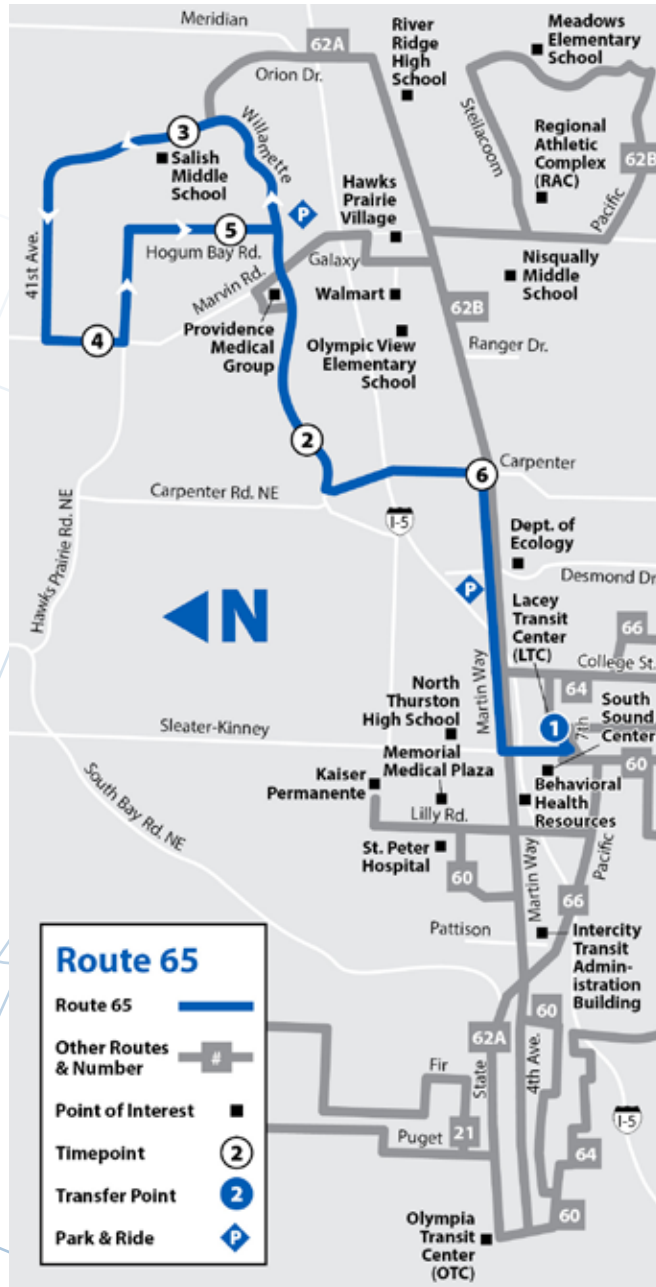 Meridian
62A
Orion Dr.
River
Ridge
High
School
Meadows
Elementary
School
Steilacoom
Regional
Athletic
Complex
(RAC)
62B
Pacific
3
Salish
Middle
School
Willamette
P
Hawks
Prairie
Village
5
Hogum Bay Rd.
41st Ave.
Galaxy
Marvin Rd.
Nisqually
Middle
School
4
Providence
Medical
Group
Walmart
Olympic View
Elementary
School
62B
Ranger Dr.
2
6
Carpenter
Carpenter Rd. NE
I-5
Hawks Prairie Rd. NE
Dept. of
Ecology
P
Desmond Dr
N
Lacey
Transit
Center
(LTC)
66
College St.
64
Martin Way
North
Thurston
High School
1
7th
South
Sound
Center
60
Sleater-Kinney
Memorial
Medical Plaza
Kaiser
Permanente
Behavioral
Health
Resources
Lilly Rd.
South Bay Rd. NE
St. Peter
Hospital
60
Martin Way
Pacific
66
Pattison
Intercity
Transit
Admin-
istration
Building
62A
State
4th Ave.
60
Fir
21
Puget
I-5
64
60
Olympia
Transit
Center
(OTC)
Route 65
Route 65
Other Routes
& Number
#
Point of Interest
Timepoint
2
Transfer Point
2
Park & Ride
P